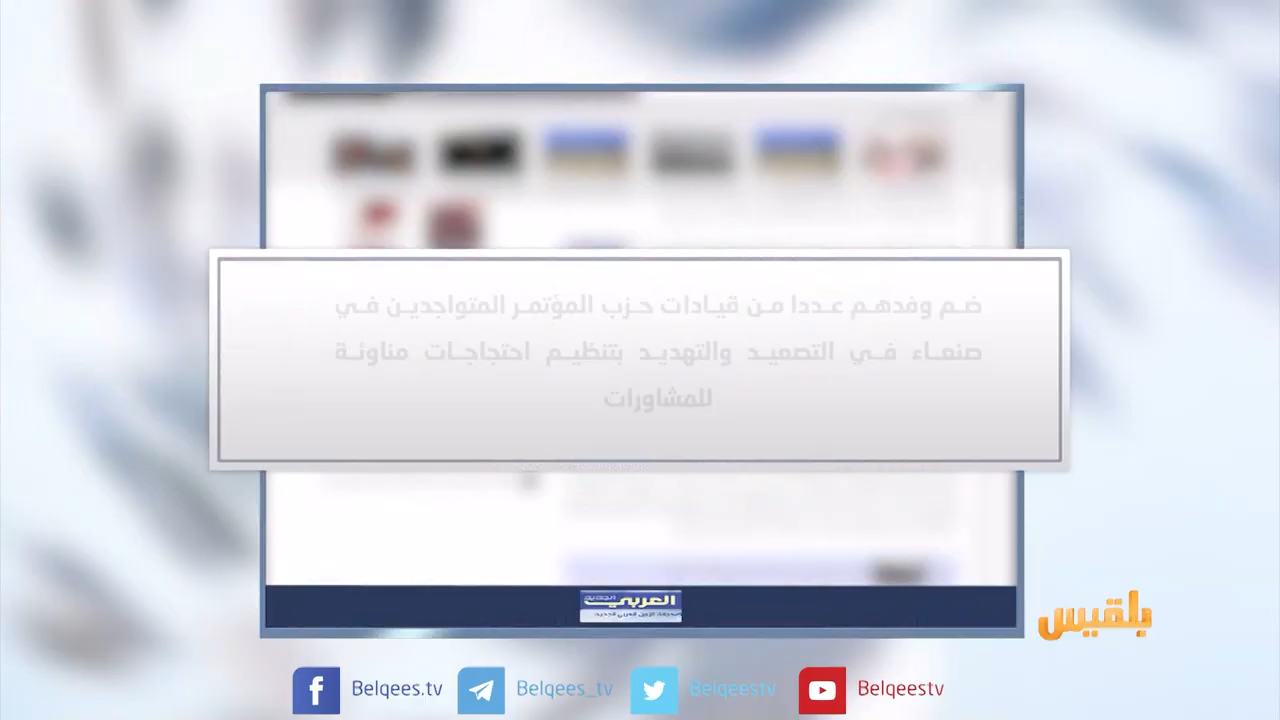 ضم وفدهم عددا من قيادات حزب المؤتمر المتواجدين في
صنعاء في التصعيد والتهديد بتنظيم احتجاجات مناوئة
للمشاورات
العربي الجديد
بلقيس
Belqees.tv
Belqees_tv
Belqeestv
Belqeestv